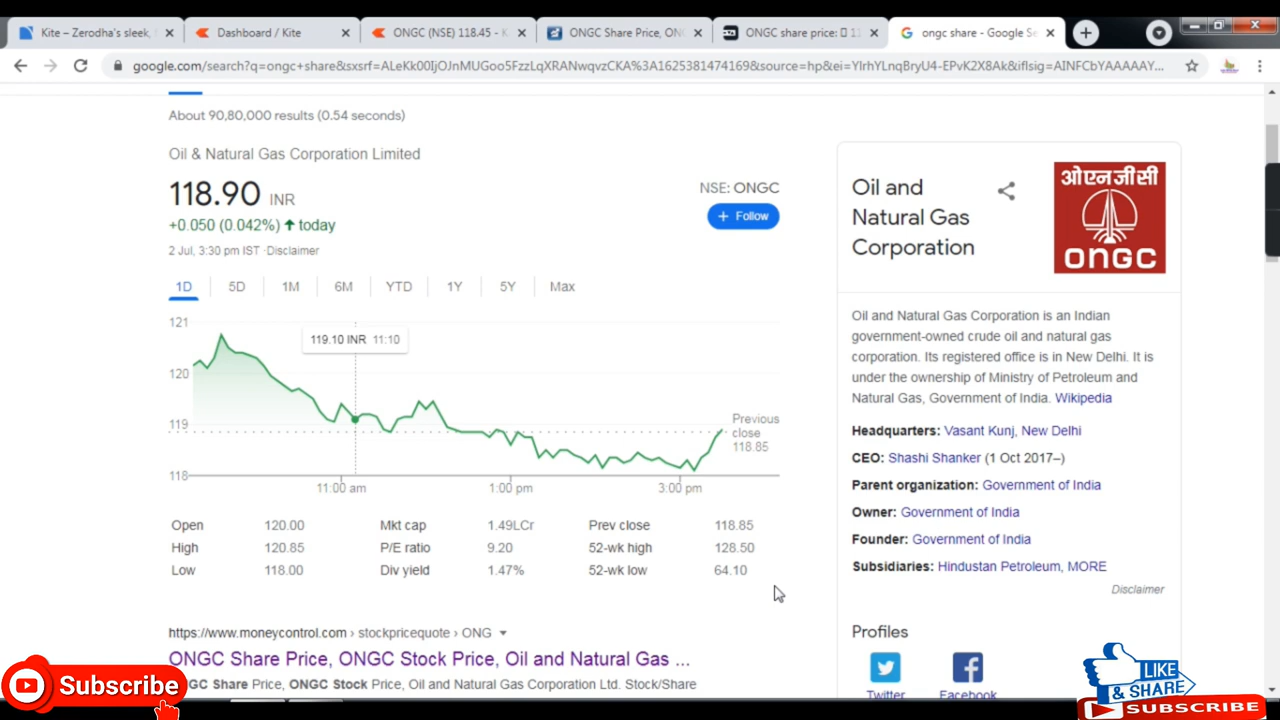 Kite – Zerodha's sleek,
Dashboard / Kite
ONGC (NSE) 118.45
ONGC Share Price, ON
ONGC share price:
ongc share - Google Se
google.com/search?q=ongc+share&sxsrf=ALeKk00IjOJnMUGoo5FzzLqXRANwqvzCKA%3A1625381474169&source=hp&ei=YlrhYLnqBryU4-EPvK2X8Ak&iflsig=AINFCbYAAAAAY...
About 90,80,000 results (0.54 seconds)
Oil & Natural Gas Corporation Limited
118.90 INR
NSE: ONGC
+0.050 (0.042%) ↑ today
+ Follow
2 Jul, 3:30 pm IST · Disclaimer
1D 5D 1M 6M YTD 1Y 5Y Max
121
119.10 INR 11:10
120
119
Previous
close
118.85
118
11:00 am 1:00 pm 3:00 pm
Open 120.00 Mkt cap 1.49LCr Prev close 118.85
High 120.85 P/E ratio 9.20 52-wk high 128.50
Low 118.00 Div yield 1.47% 52-wk low 64.10
https://www.moneycontrol.com › stockpricequote › ONG
ONGC Share Price, ONGC Stock Price, Oil and Natural Gas ...
GC Share Price, ONGC Stock Price, Oil and Natural Gas Corporation Ltd. Stock/Share
Oil and
Natural Gas
Corporation
ओएनजीसी
ONGC
Oil and Natural Gas Corporation is an Indian
government-owned crude oil and natural gas
corporation. Its registered office is in New Delhi. It is
under the ownership of Ministry of Petroleum and
Natural Gas, Government of India. Wikipedia
Headquarters: Vasant Kunj, New Delhi
CEO: Shashi Shanker (1 Oct 2017–)
Parent organization: Government of India
Owner: Government of India
Founder: Government of India
Subsidiaries: Hindustan Petroleum, MORE
Disclaimer
Profiles
Twitter
Facebook
Subscribe
LIKE
& SHARE
SUBSCRIBE